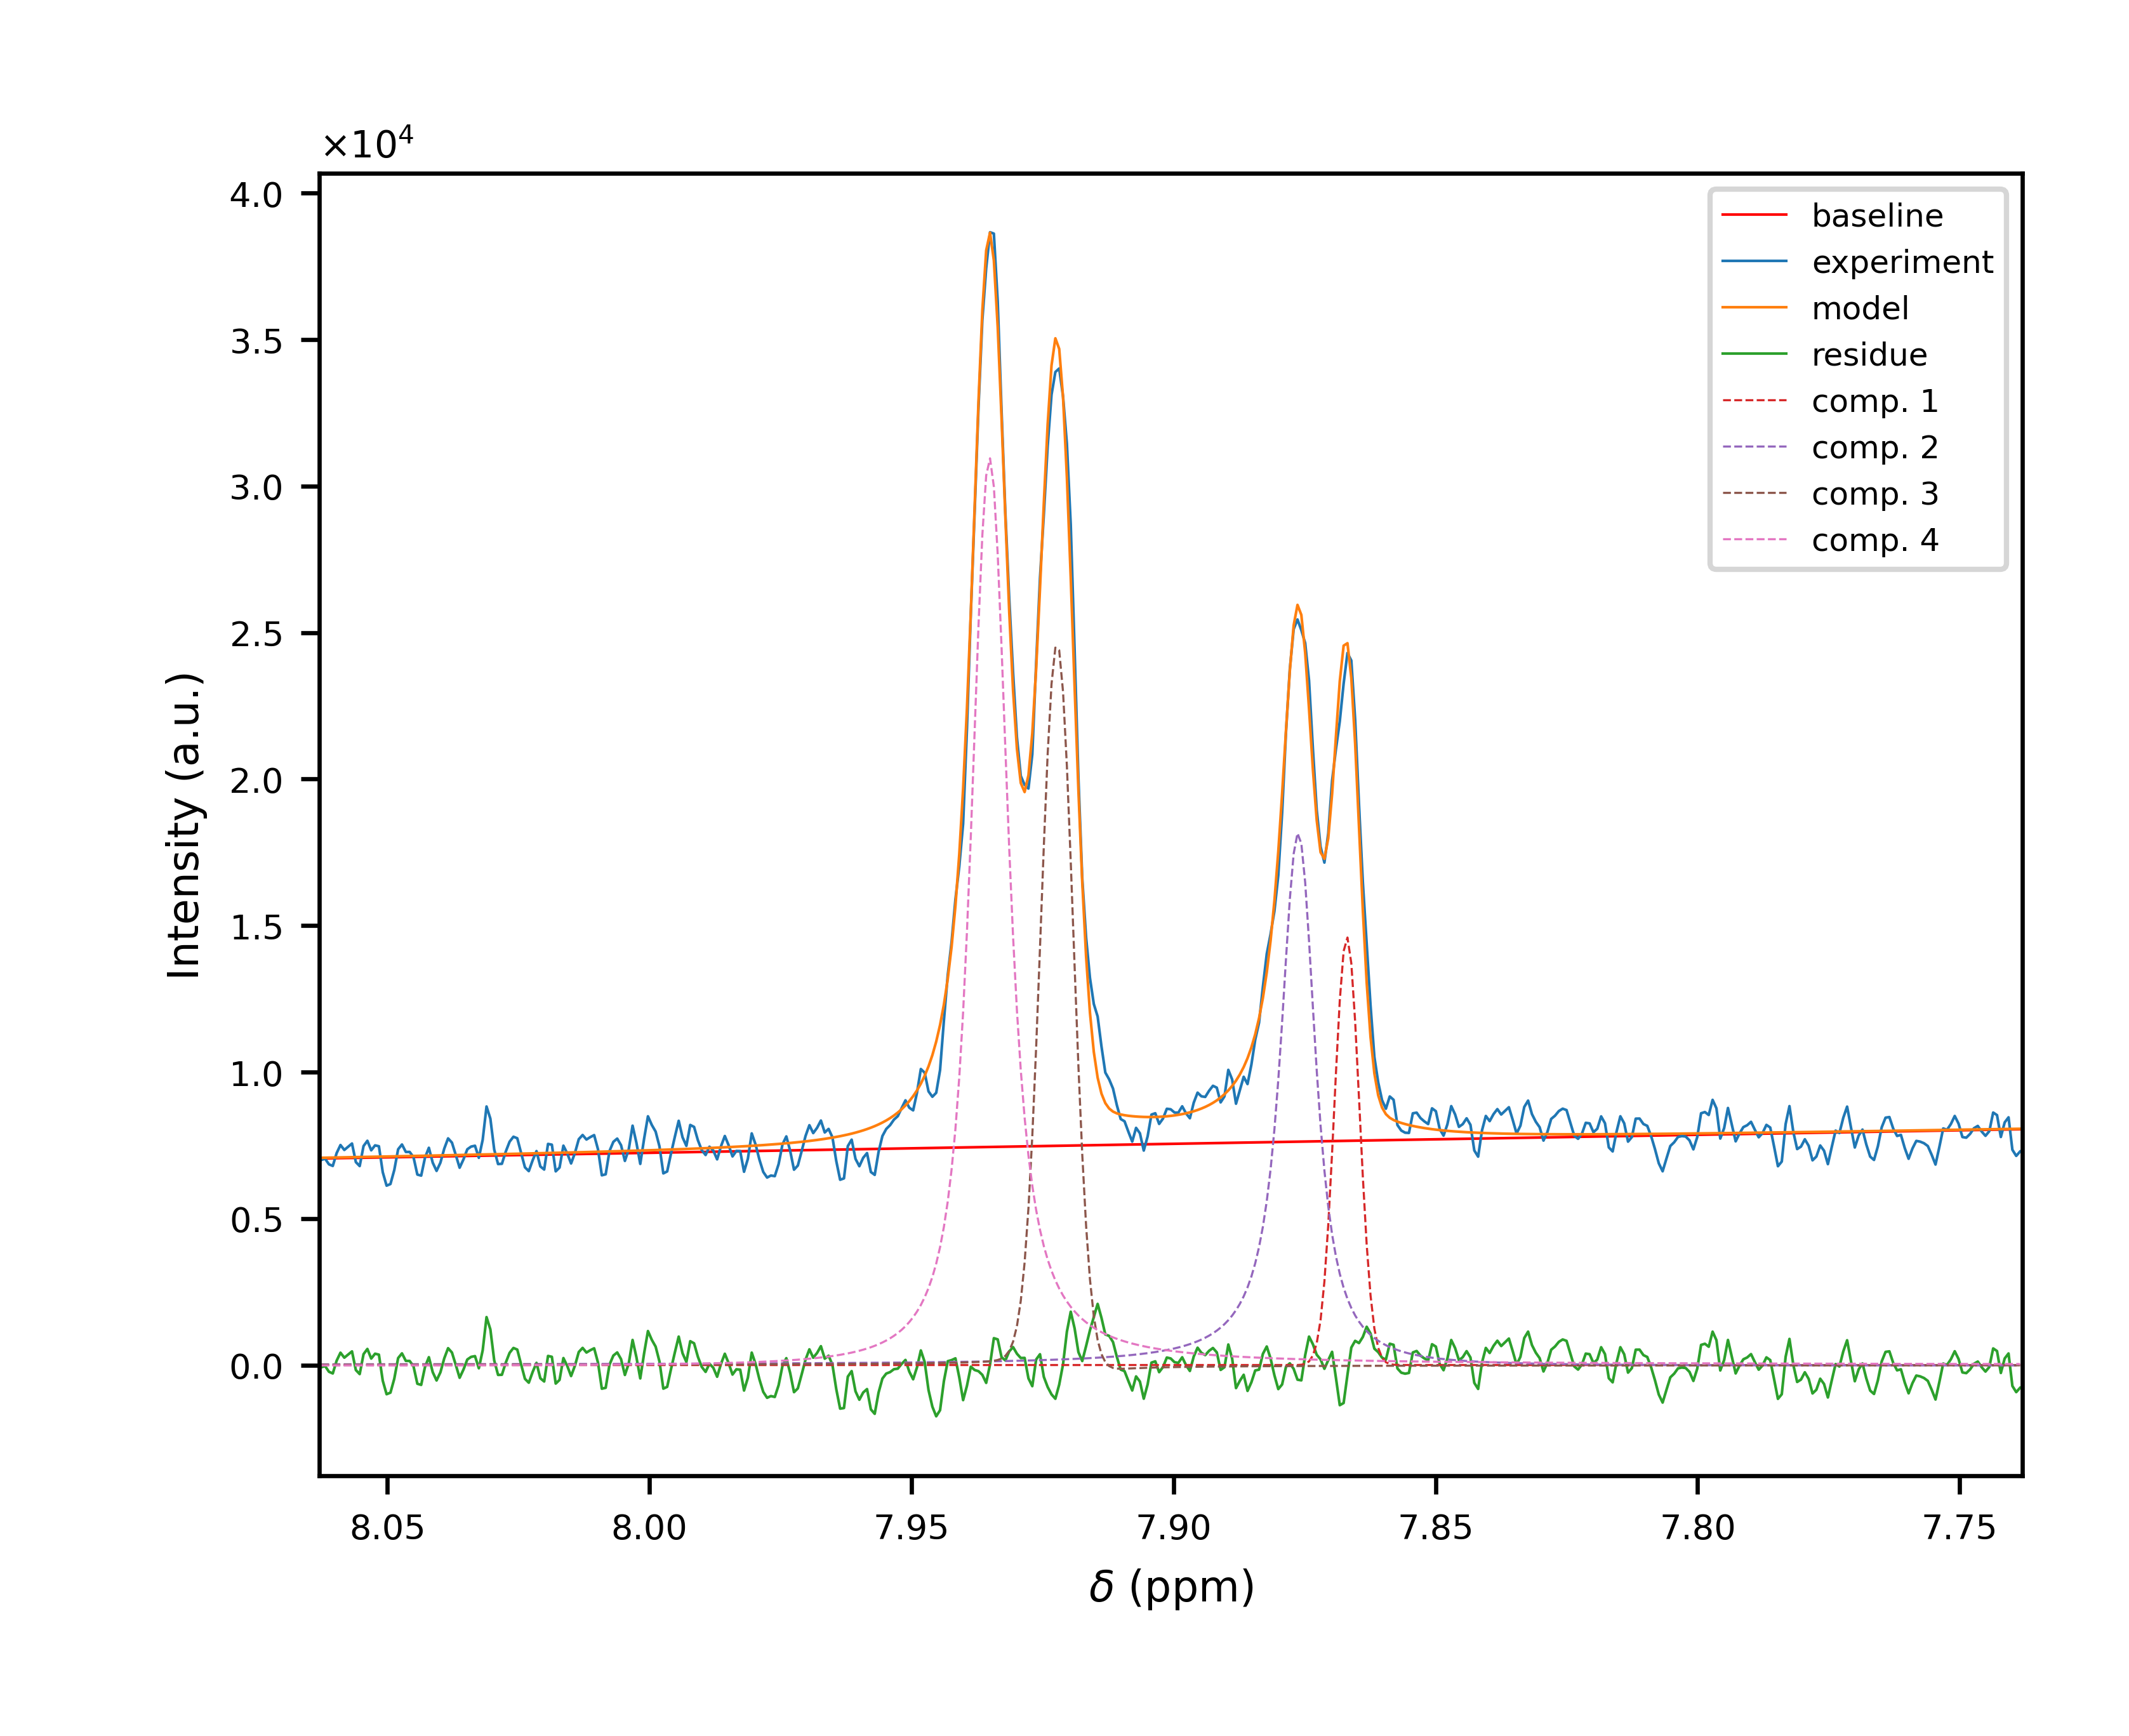 ×10⁴
4.0
3.5
3.0
2.5
2.0
1.5
1.0
0.5
0.0
Intensity (a.u.)
baseline
experiment
model
residue
comp. 1
comp. 2
comp. 3
comp. 4
8.05 8.00 7.95 7.90 7.85 7.80 7.75
δ (ppm)